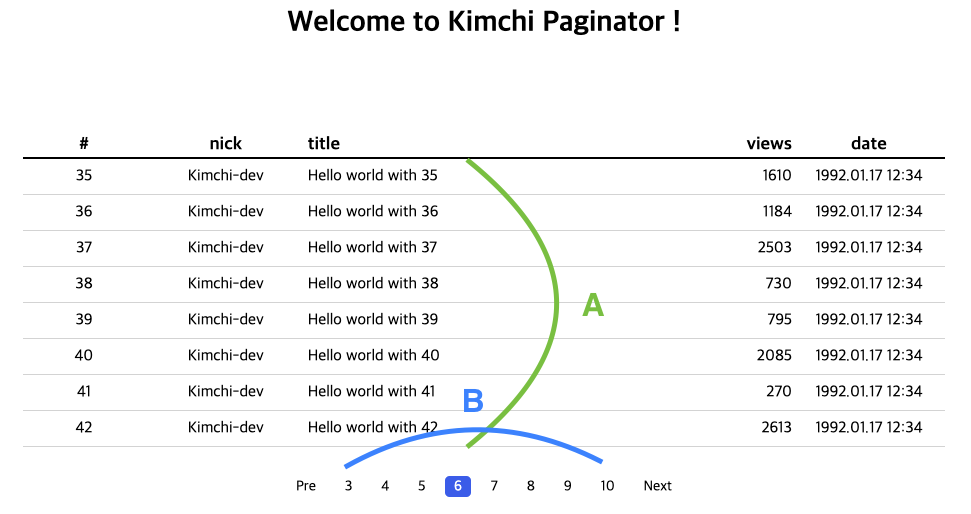 Welcome to Kimchi Paginator !
# nick title views date
35 Kimchi-dev Hello world with 35 1610 1992.01.17 12:34
36 Kimchi-dev Hello world with 36 1184 1992.01.17 12:34
37 Kimchi-dev Hello world with 37 2503 1992.01.17 12:34
38 Kimchi-dev Hello world with 38 730 1992.01.17 12:34
A
39 Kimchi-dev Hello world with 39 795 1992.01.17 12:34
40 Kimchi-dev Hello world with 40 2085 1992.01.17 12:34
41 Kimchi-dev Hello world with 41 270 1992.01.17 12:34
B
42 Kimchi-dev Hello world with 42 2613 1992.01.17 12:34
Pre 3 4 5 6 7 8 9 10 Next